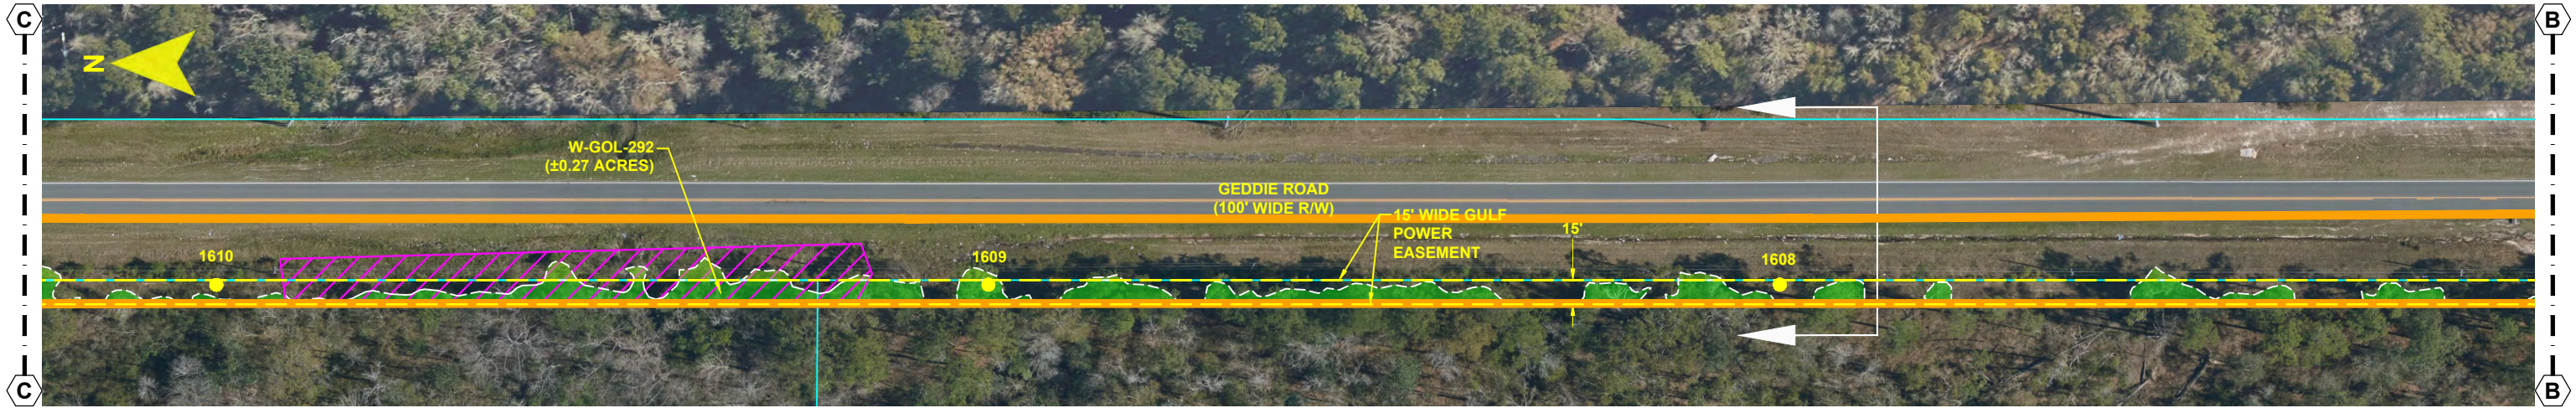 C
B
N
W-GOL-292
(±0.27 ACRES)
GEDDIE ROAD
(100' WIDE R/W)
15' WIDE GULF
POWER
EASEMENT
15'
1610
1609
1608
C
B